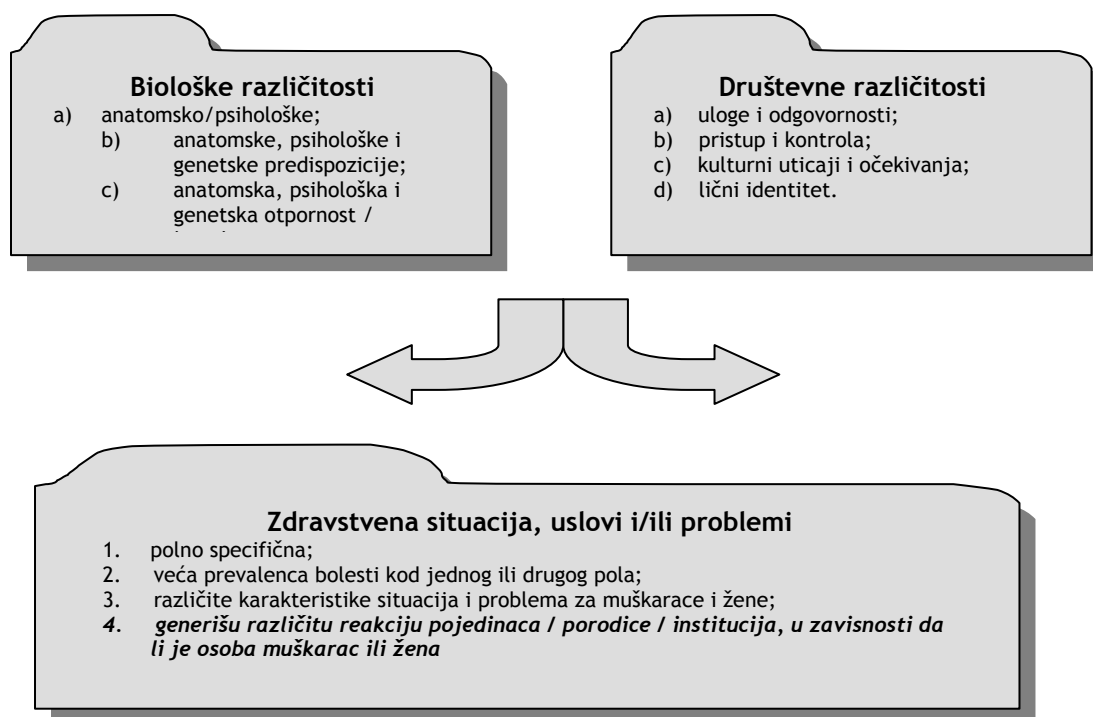 Biološke različitosti
a) anatomsko/psihološke;
b) anatomske, psihološke i
genetske predispozicije;
c) anatomska, psihološka i
genetska otpornost /
Društevne različitosti
a) uloge i odgovornosti;
b) pristup i kontrola;
c) kulturni uticaji i očekivanja;
d) lični identitet.
Zdravstvena situacija, uslovi i/ili problemi
1. polno specifična;
2. veća prevalenca bolesti kod jednog ili drugog pola;
3. različite karakteristike situacija i problema za muškarace i žene;
4. generišu različitu reakciju pojedinaca / porodice / institucija, u zavisnosti da
li je osoba muškarac ili žena